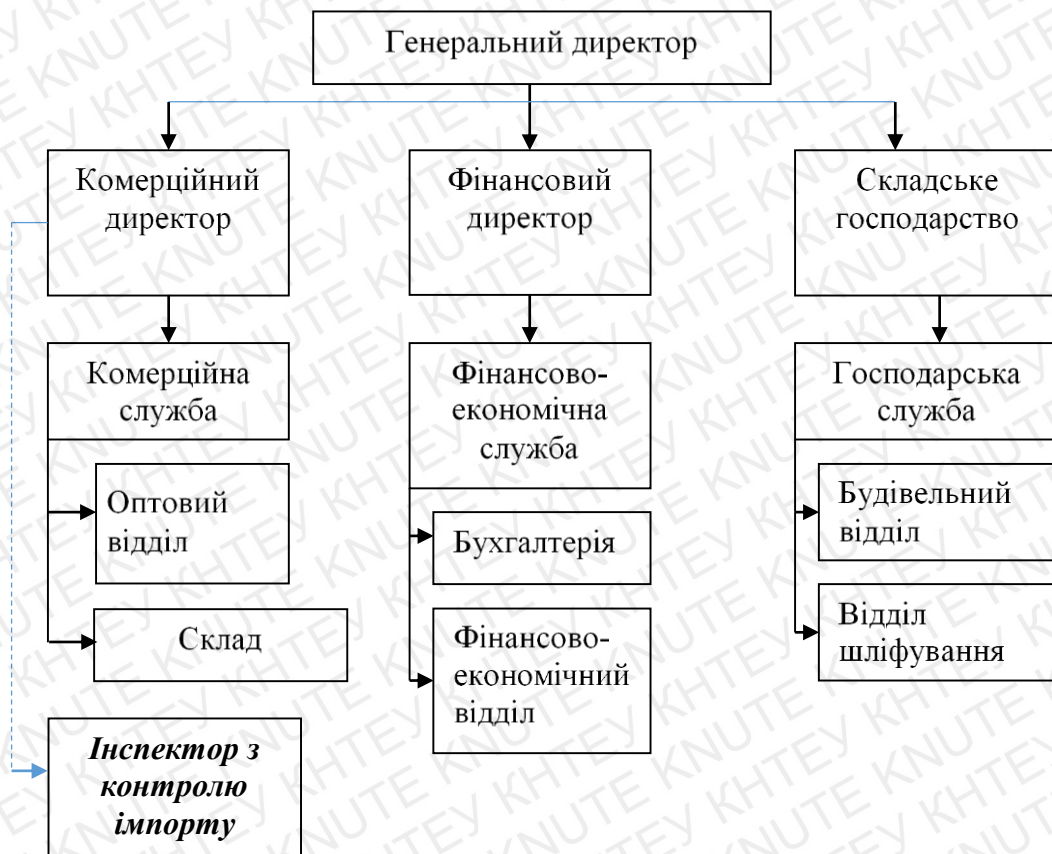 Генеральний директор
Комерційний
директор
Фінансовий
директор
Складське
господарство
Комерційна
служба
Фінансово-
економічна
служба
Господарська
служба
Оптовий
відділ
Бухгалтерія
Будівельний
відділ
Склад
Фінансово-
економічний
відділ
Відділ
шліфування
Інспектор з
контролю
імпорту